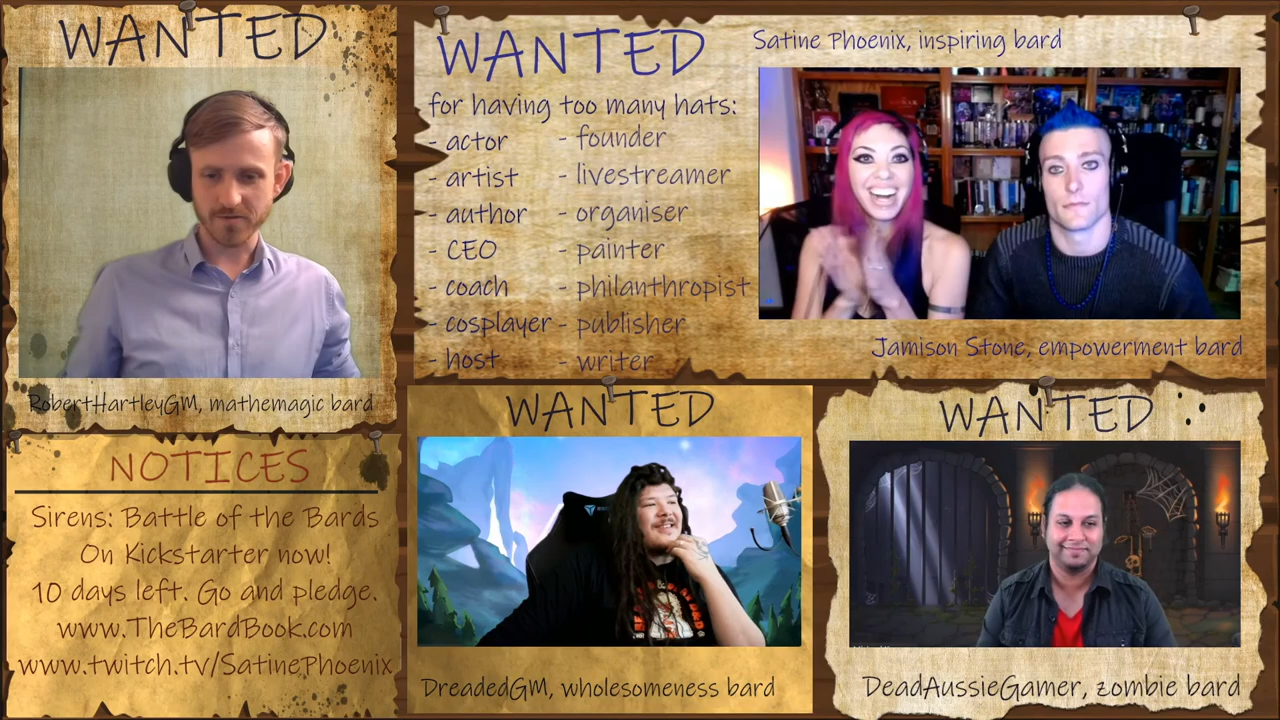 WANTED
RobertHartleyGM, mathemagic bard
NOTICES
Sirens: Battle of the Bards
On Kickstarter now!
10 days left. Go and pledge.
www.TheBardBook.com
www.twitch.tv/SatinePhoenix
WANTED
for having too many hats:
- actor
- artist
- author
- CEO
- coach
- cosplayer
- host
- founder
- livestreamer
- organiser
- painter
- philanthropist
- publisher
- writer
Satine Phoenix, inspiring bard
Jamison Stone, empowerment bard
WANTED
DreadedGM, wholesomeness bard
WANTED
DeadAussieGamer, zombie bard